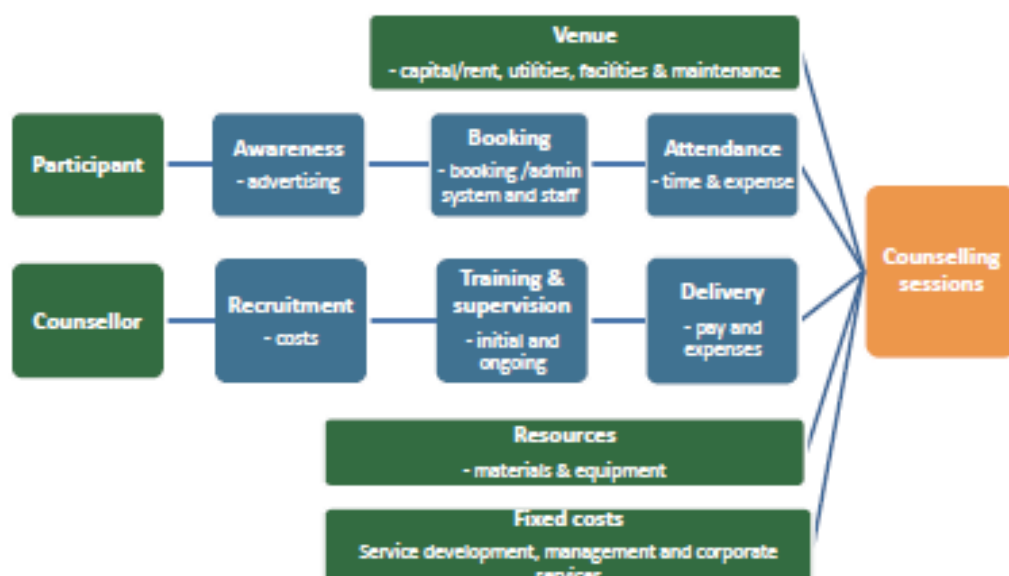 Venue
- capital/rent, utilities, facilities & maintenance
Participant
Awareness
- advertising
Booking
- booking /admin
system and staff
Attendance
- time & expense
Counselling
sessions
Counsellor
Recruitment
- costs
Training &
supervision
- initial and
ongoing
Delivery
- pay and
expenses
Resources
- materials & equipment
Fixed costs
Service development, management and corporate
services